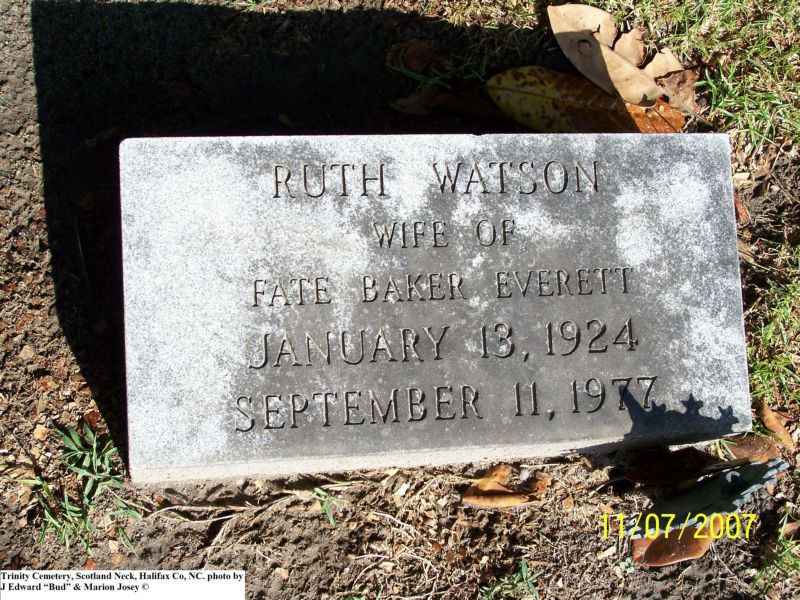 RUTH WATSON
WIFE OF
FATE BAKER EVERETT
JANUARY 13, 1924
SEPTEMBER 11, 1977
11/07/2007
Trinity Cemetery, Scotland Neck, Halifax Co, NC. photo by
J Edward “Bud” & Marion Josey ©